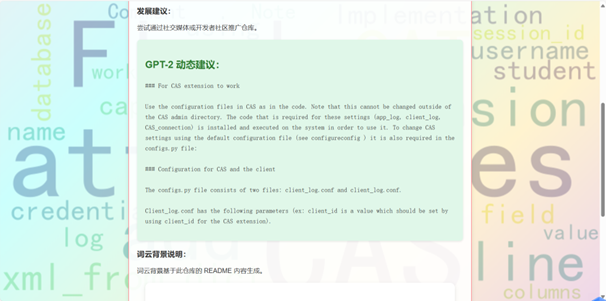 发展建议:
尝试通过社交媒体或开发者社区推广仓库。
GPT-2 动态建议:
### For CAS extension to work
Use the configuration files in CAS as in the code. Note that this cannot be changed outside of
the CAS admin directory. The code that is required for these settings (app_log, client_log,
CAS_connection) is installed and executed on the system in order to use it. To change CAS
settings using the default configuration file (see configureconfig ) it is also required in the
configs.py file:
### Configuration for CAS and the client
The configs.py file consists of two files: client_log.conf and client_log.conf.
Client_log.conf has the following parameters (ex: client_id is a value which should be set by
using client_id for the CAS extension).
词云背景说明:
词云背景基于此仓库的 README 内容生成。
database
name
credenti
log
xml_fr
att
work
ca
Implementation
Note
session_id
username
student
sion
es
field
value
line
columns
CAS